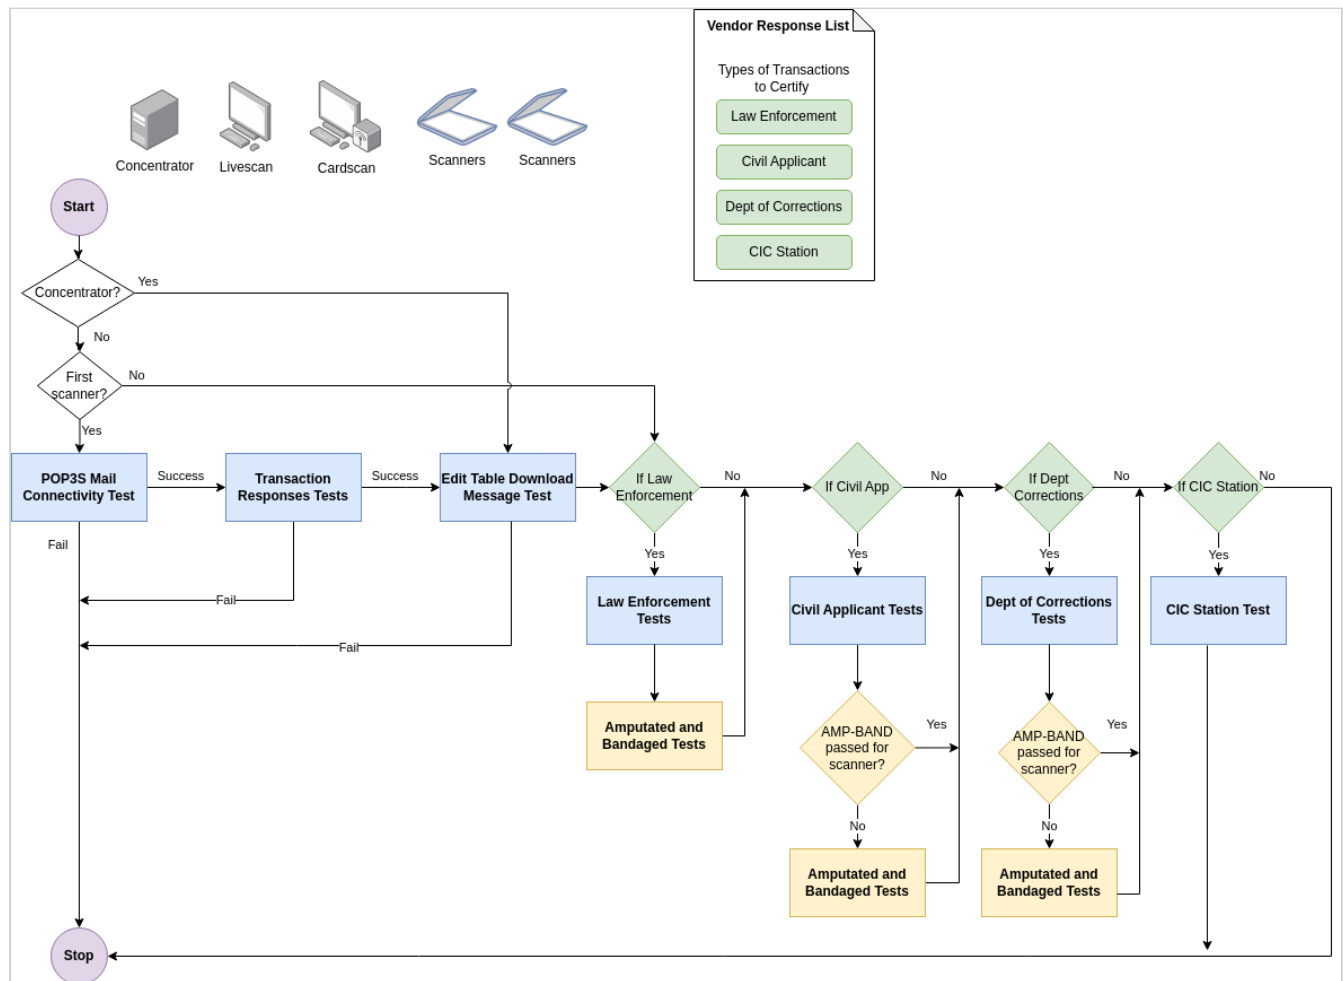 Vendor Response List
Types of Transactions
to Certify
Law Enforcement
Civil Applicant
Dept of Corrections
CIC Station
Concentrator
Livescan
Cardscan
Scanners
Scanners
Start
Concentrator?
Yes
No
First
scanner?
No
Yes
POP3S Mail
Connectivity Test
Success
Transaction
Responses Tests
Success
Edit Table Download
Message Test
If Law
Enforcement
No
If Civil App
No
If Dept
Corrections
No
If CIC Station
No
Fail
Fail
Fail
Yes
Yes
Yes
Yes
Law Enforcement
Tests
Civil Applicant Tests
Dept of Corrections
Tests
CIC Station Test
Amputated and
Bandaged Tests
AMP-BAND
passed for
scanner?
Yes
AMP-BAND
passed for
scanner?
Yes
No
No
Amputated and
Bandaged Tests
Amputated and
Bandaged Tests
Stop